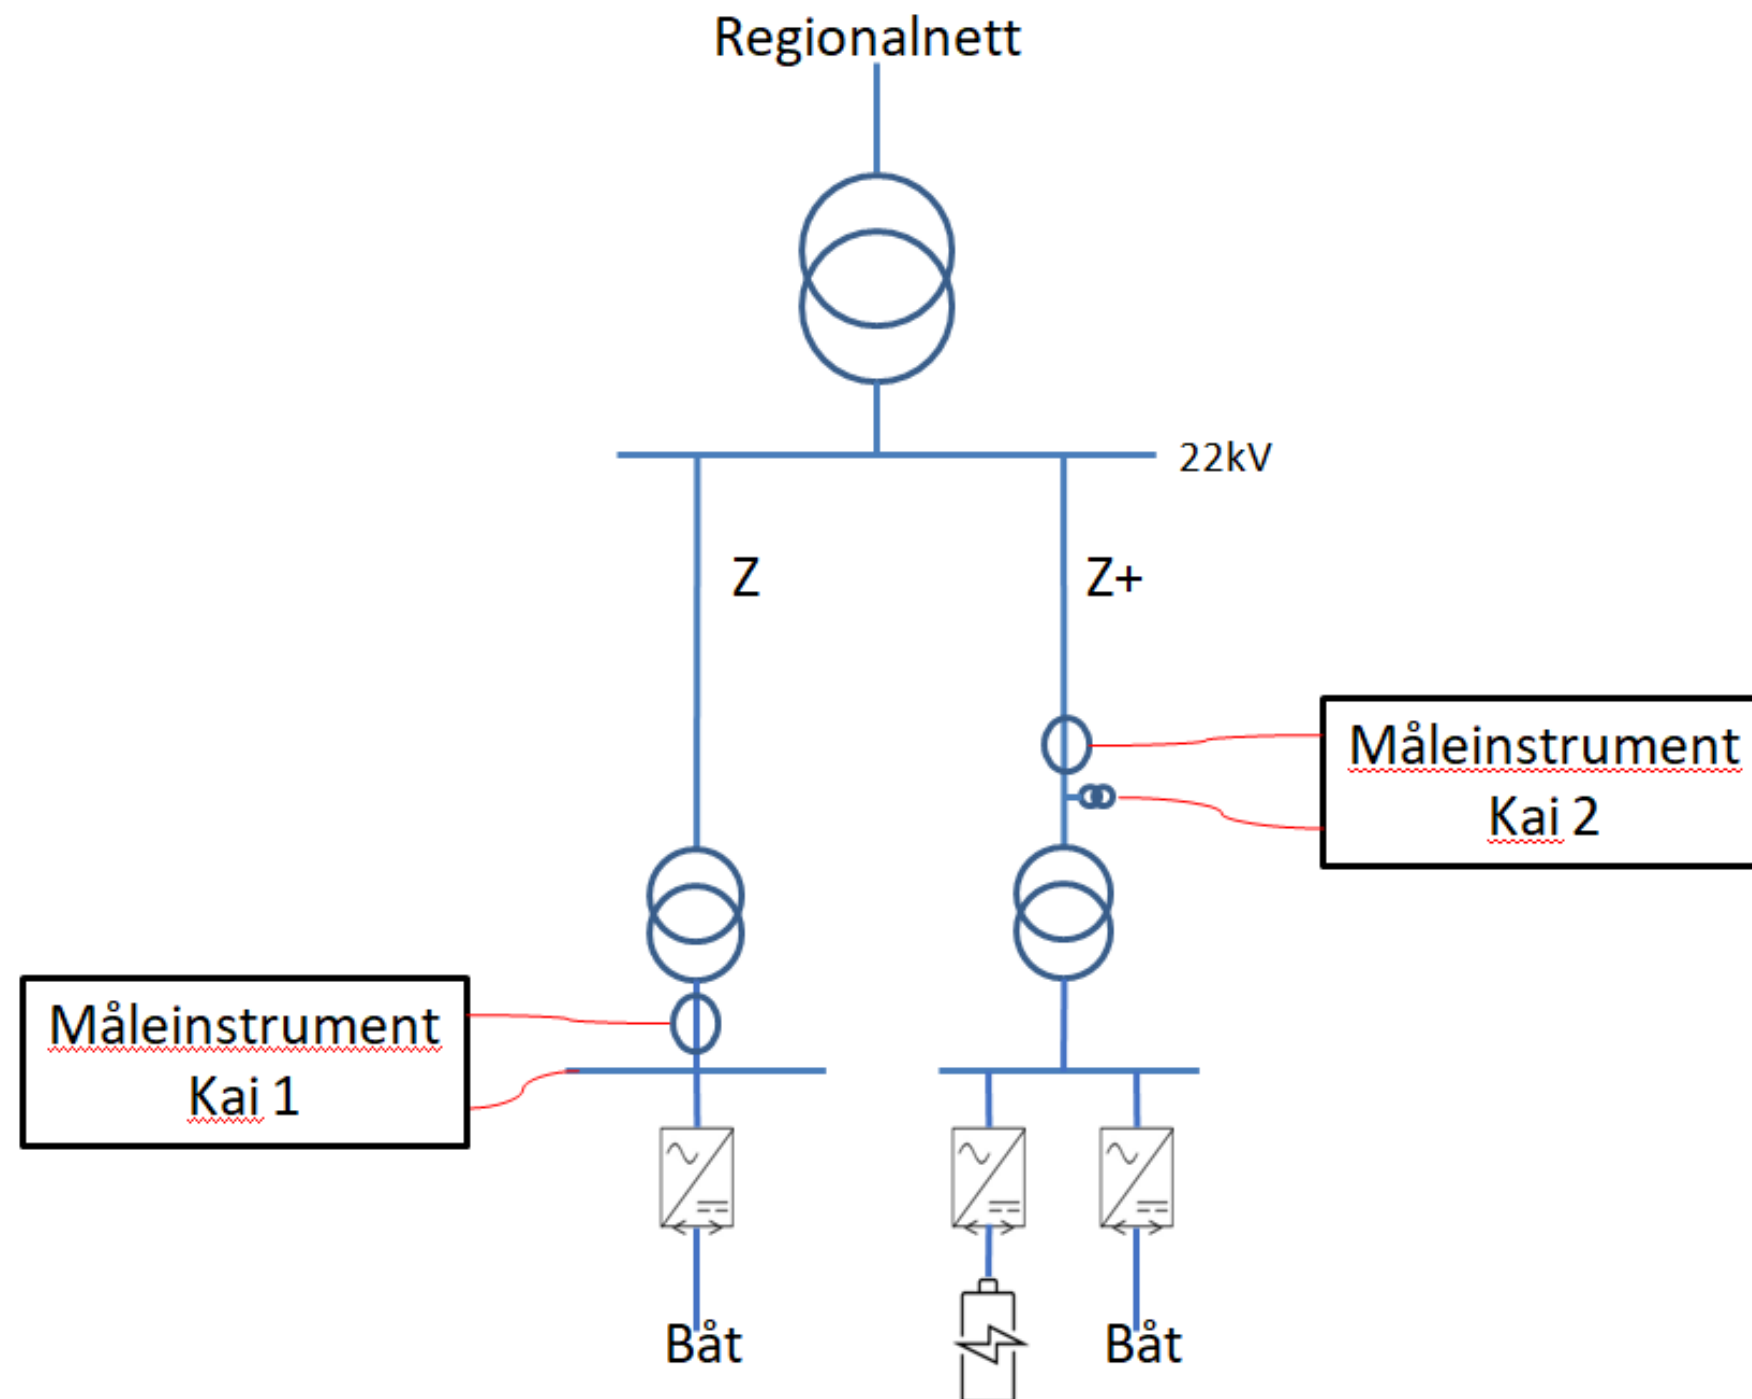 Regionalnett
22kV
Z
Z+
Måleinstrument
Kai 2
Måleinstrument
Kai 1
Båt
Båt